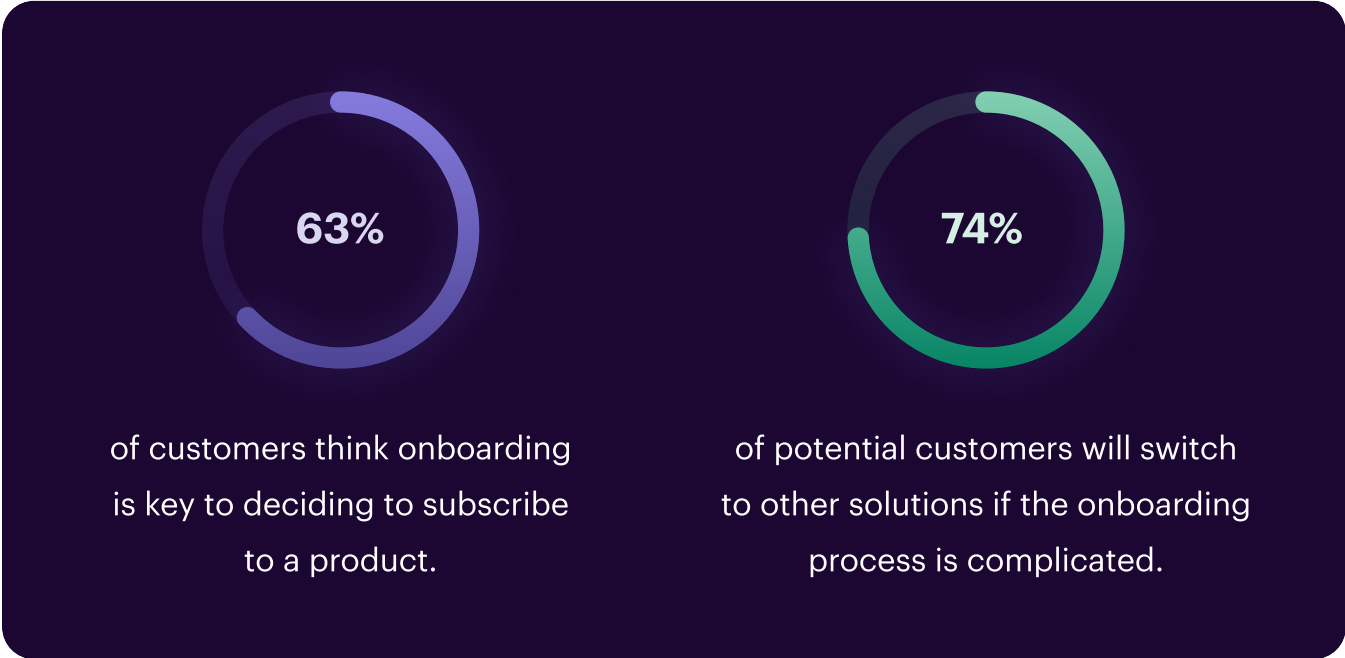 63%
of customers think onboarding
is key to deciding to subscribe
to a product.
74%
of potential customers will switch
to other solutions if the onboarding
process is complicated.